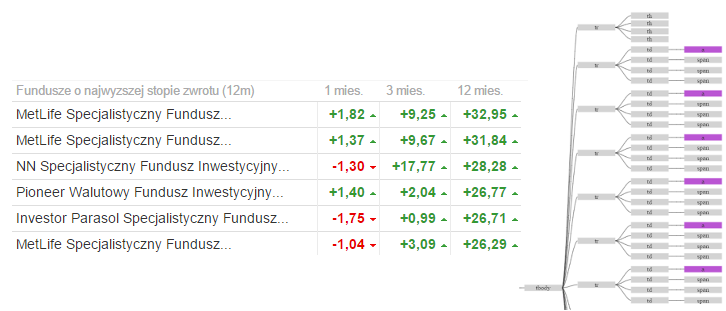 Fundusze o najwyzszej stopie zwrotu (12m) 1 mies. 3 mies. 12 mies.
MetLife Specjalistyczny Fundusz... +1,82 +9,25 +32,95
MetLife Specjalistyczny Fundusz... +1,37 +9,67 +31,84
NN Specjalistyczny Fundusz Inwestycyjny... -1,30 +17,77 +28,28
Pioneer Walutowy Fundusz Inwestycyjny... +1,40 +2,04 +26,77
Investor Parasol Specjalistyczny Fundusz... -1,75 +0,99 +26,71
MetLife Specjalistyczny Fundusz... -1,04 +3,09 +26,29
tbody
tr
th
th
th
th
tr
td a
td span
td span
td span
tr
td a
td span
td span
td span
tr
td a
td span
td span
td span
tr
td a
td span
td span
td span
tr
td a
td span
td span
td span
tr
td a
td span
td span
td span